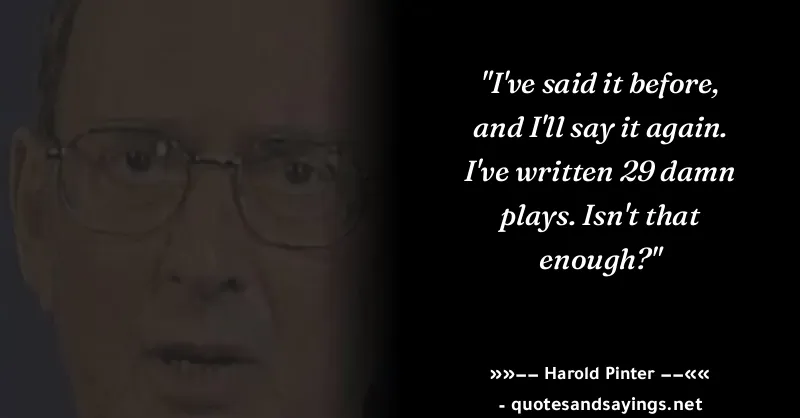 "I've said it before,
and I'll say it again.
I've written 29 damn
plays. Isn't that
enough?"
»»−− Harold Pinter −−««
- quotesandsayings.net